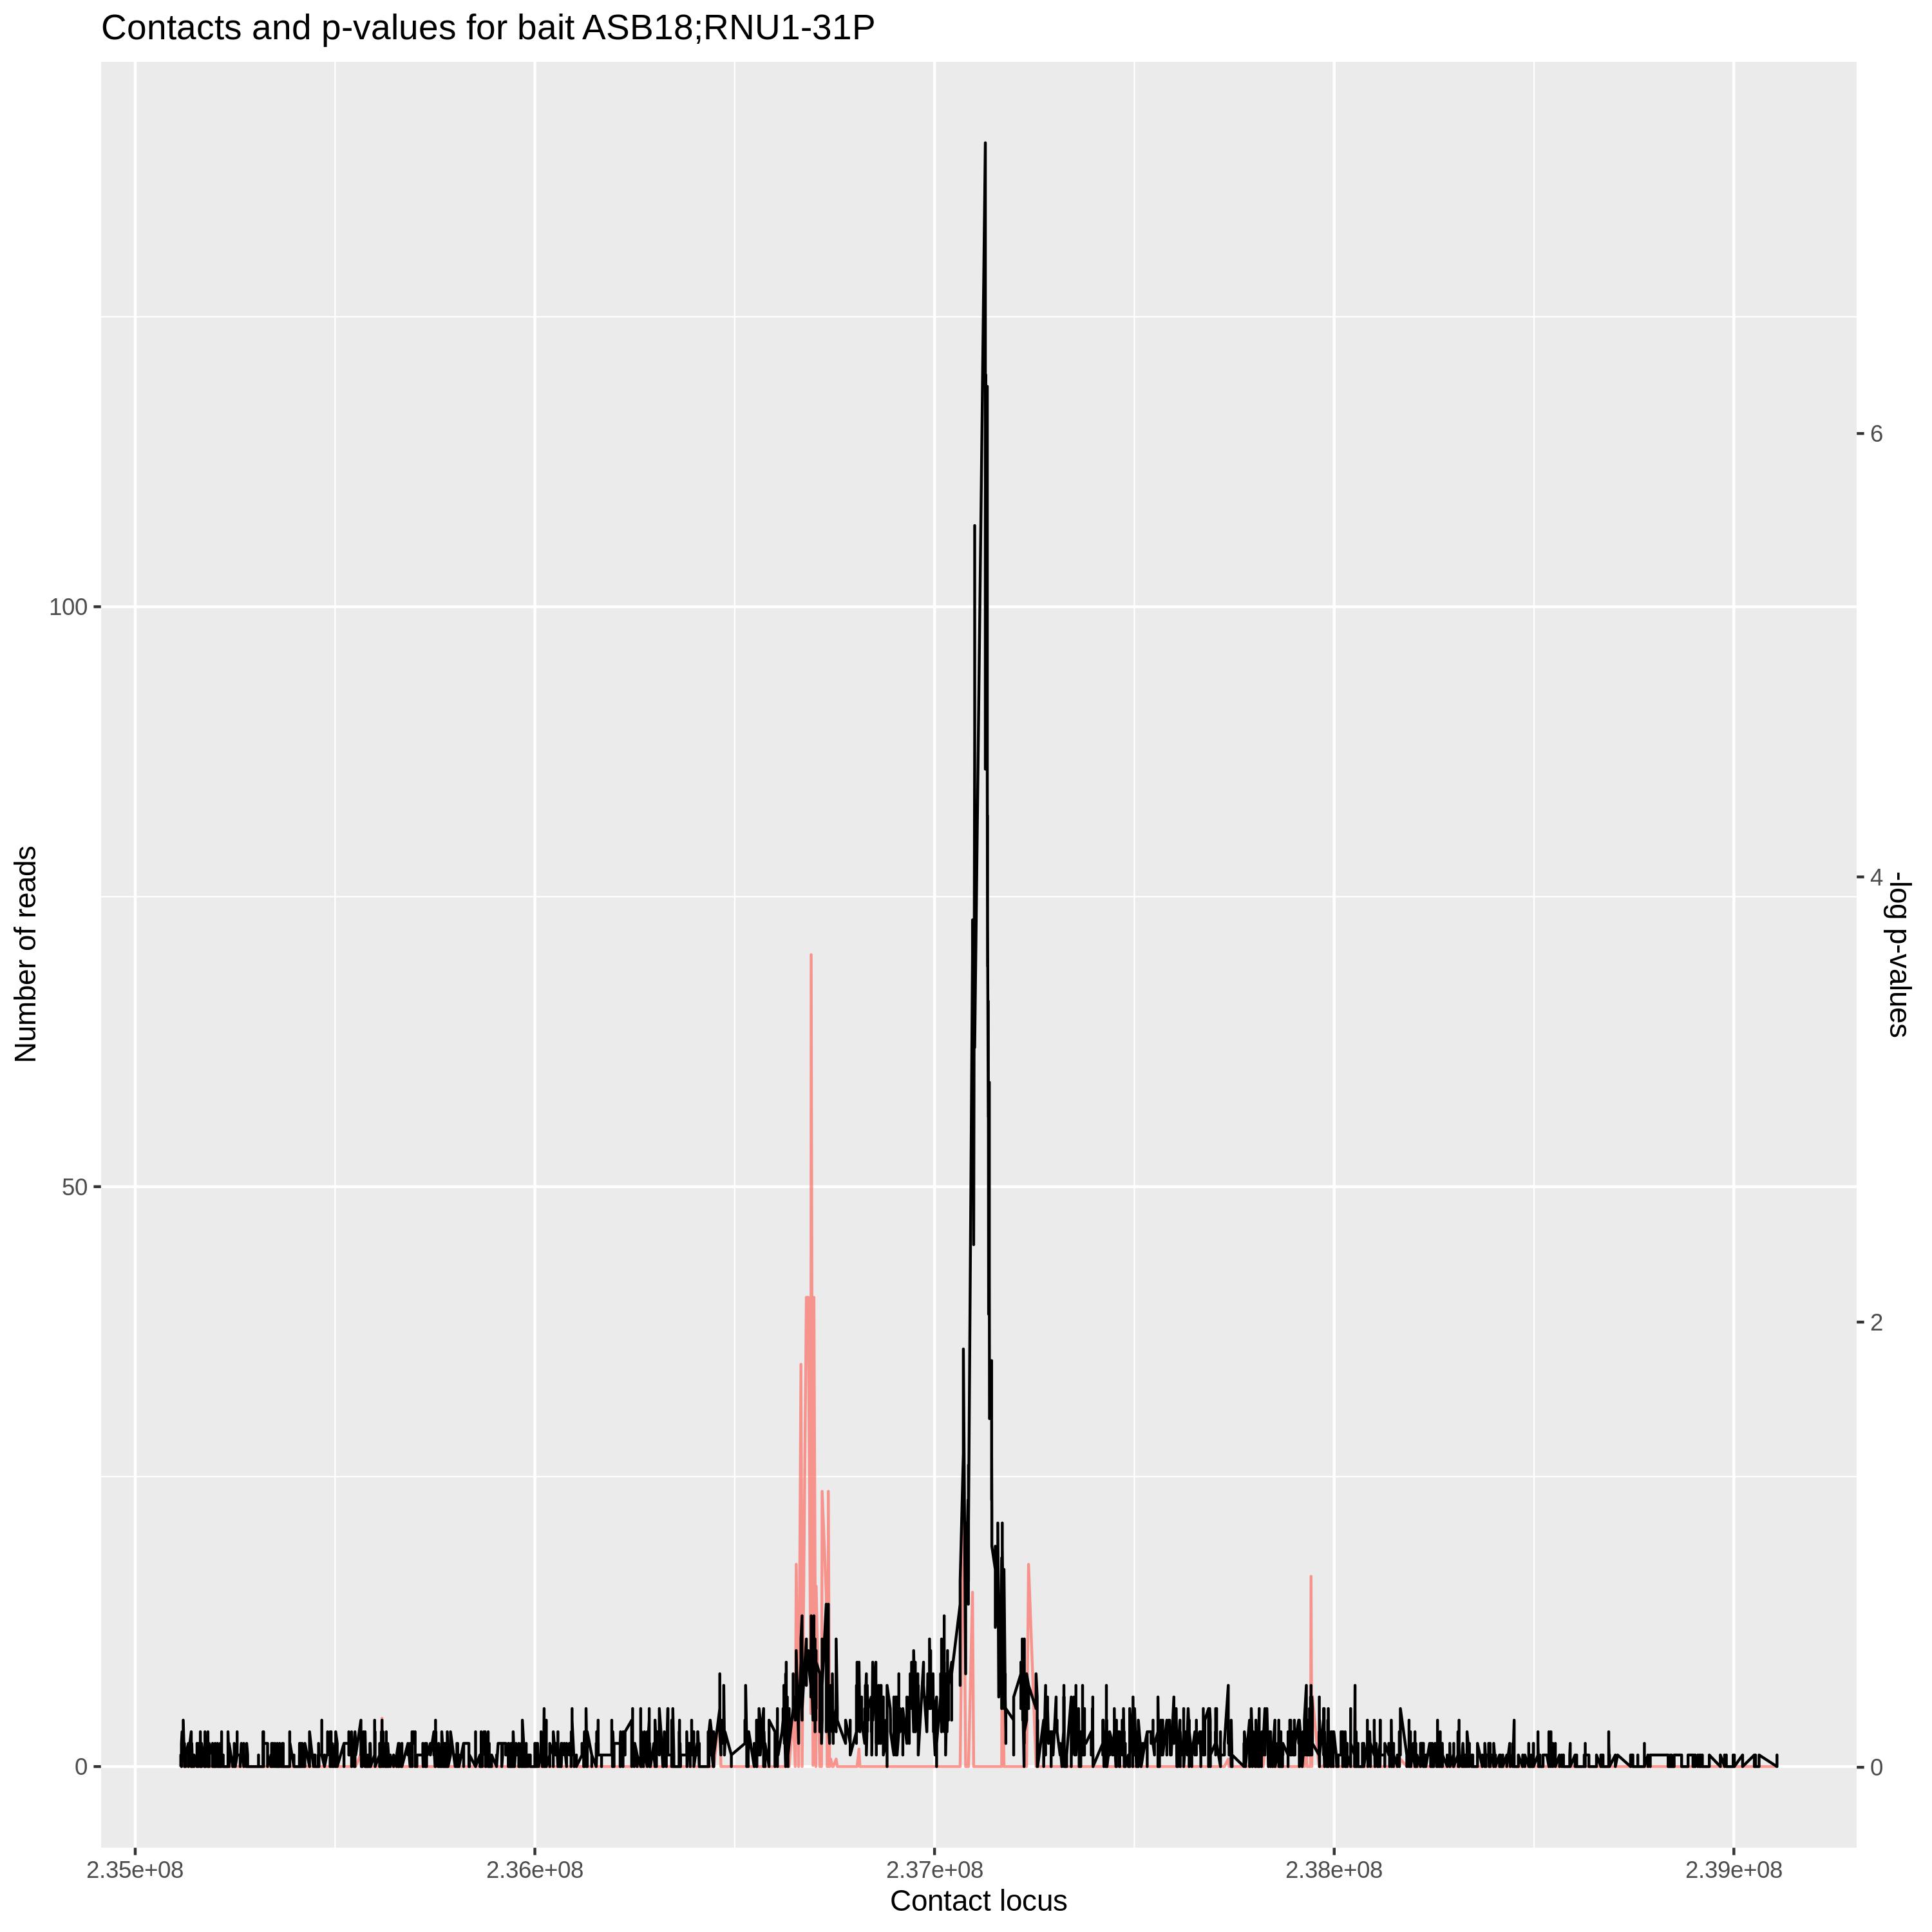 Contacts and p-values for bait ASB18;RNU1-31P
Number of reads
100
50
0
6
4
2
0
-log p-values
2.35e+08
2.36e+08
2.37e+08
2.38e+08
2.39e+08
Contact locus